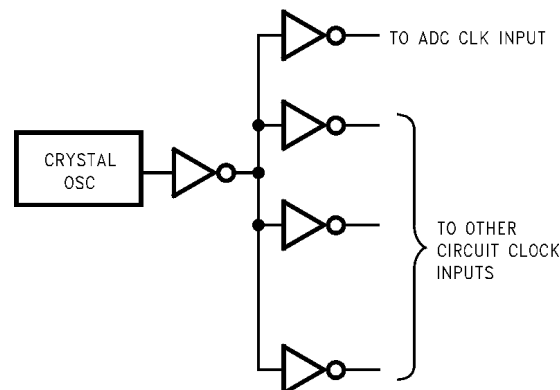 TO ADC CLK INPUT
CRYSTAL
OSC
TO OTHER
CIRCUIT CLOCK
INPUTS